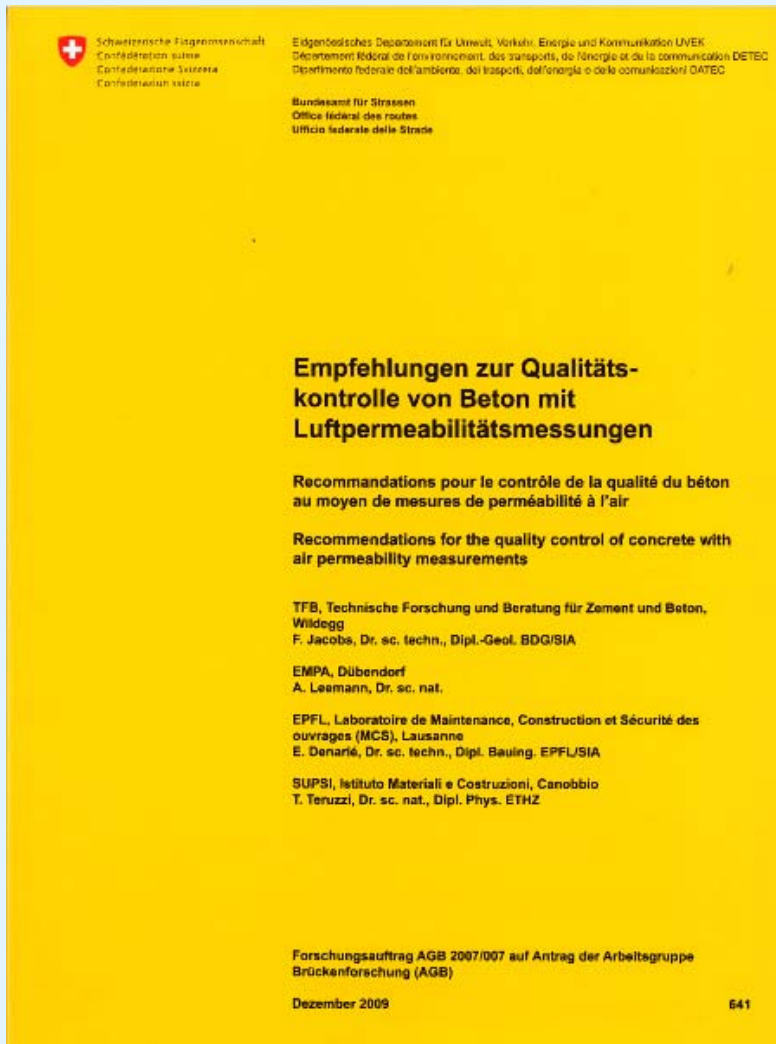 Schweizerische Eidgenossenschaft
Confédération suisse
Confederazione Svizzera
Confederaziun svizra
Eidgenössisches Departement für Umwelt, Verkehr, Energie und Kommunikation UVEK
Département fédéral de l'environnement, des transports, de l'énergie et de la communication DETEC
Dipartimento federale dell'ambiente, dei trasporti, dell'energia e delle comunicazioni DATEC
Bundesamt für Strassen
Office fédéral des routes
Ufficio federale delle Strade
Empfehlungen zur Qualitäts-
kontrolle von Beton mit
Luftpermeabilitätsmessungen
Recommandations pour le contrôle de la qualité du béton
au moyen de mesures de perméabilité à l'air
Recommendations for the quality control of concrete with
air permeability measurements
TFB, Technische Forschung und Beratung für Zement und Beton,
Wildegg
F. Jacobs, Dr. sc. techn., Dipl.-Geol. BDG/SIA
EMPA, Dübendorf
A. Leemann, Dr. sc. nat.
EPFL, Laboratoire de Maintenance, Construction et Sécurité des
ouvrages (MCS), Lausanne
E. Denarié, Dr. sc. techn., Dipl. Bauing. EPFL/SIA
SUPSI, Istituto Materiali e Costruzioni, Canobbio
T. Teruzzi, Dr. sc. nat., Dipl. Phys. ETHZ
Forschungsauftrag AGB 2007/007 auf Antrag der Arbeitsgruppe
Brückenforschung (AGB)
Dezember 2009
641